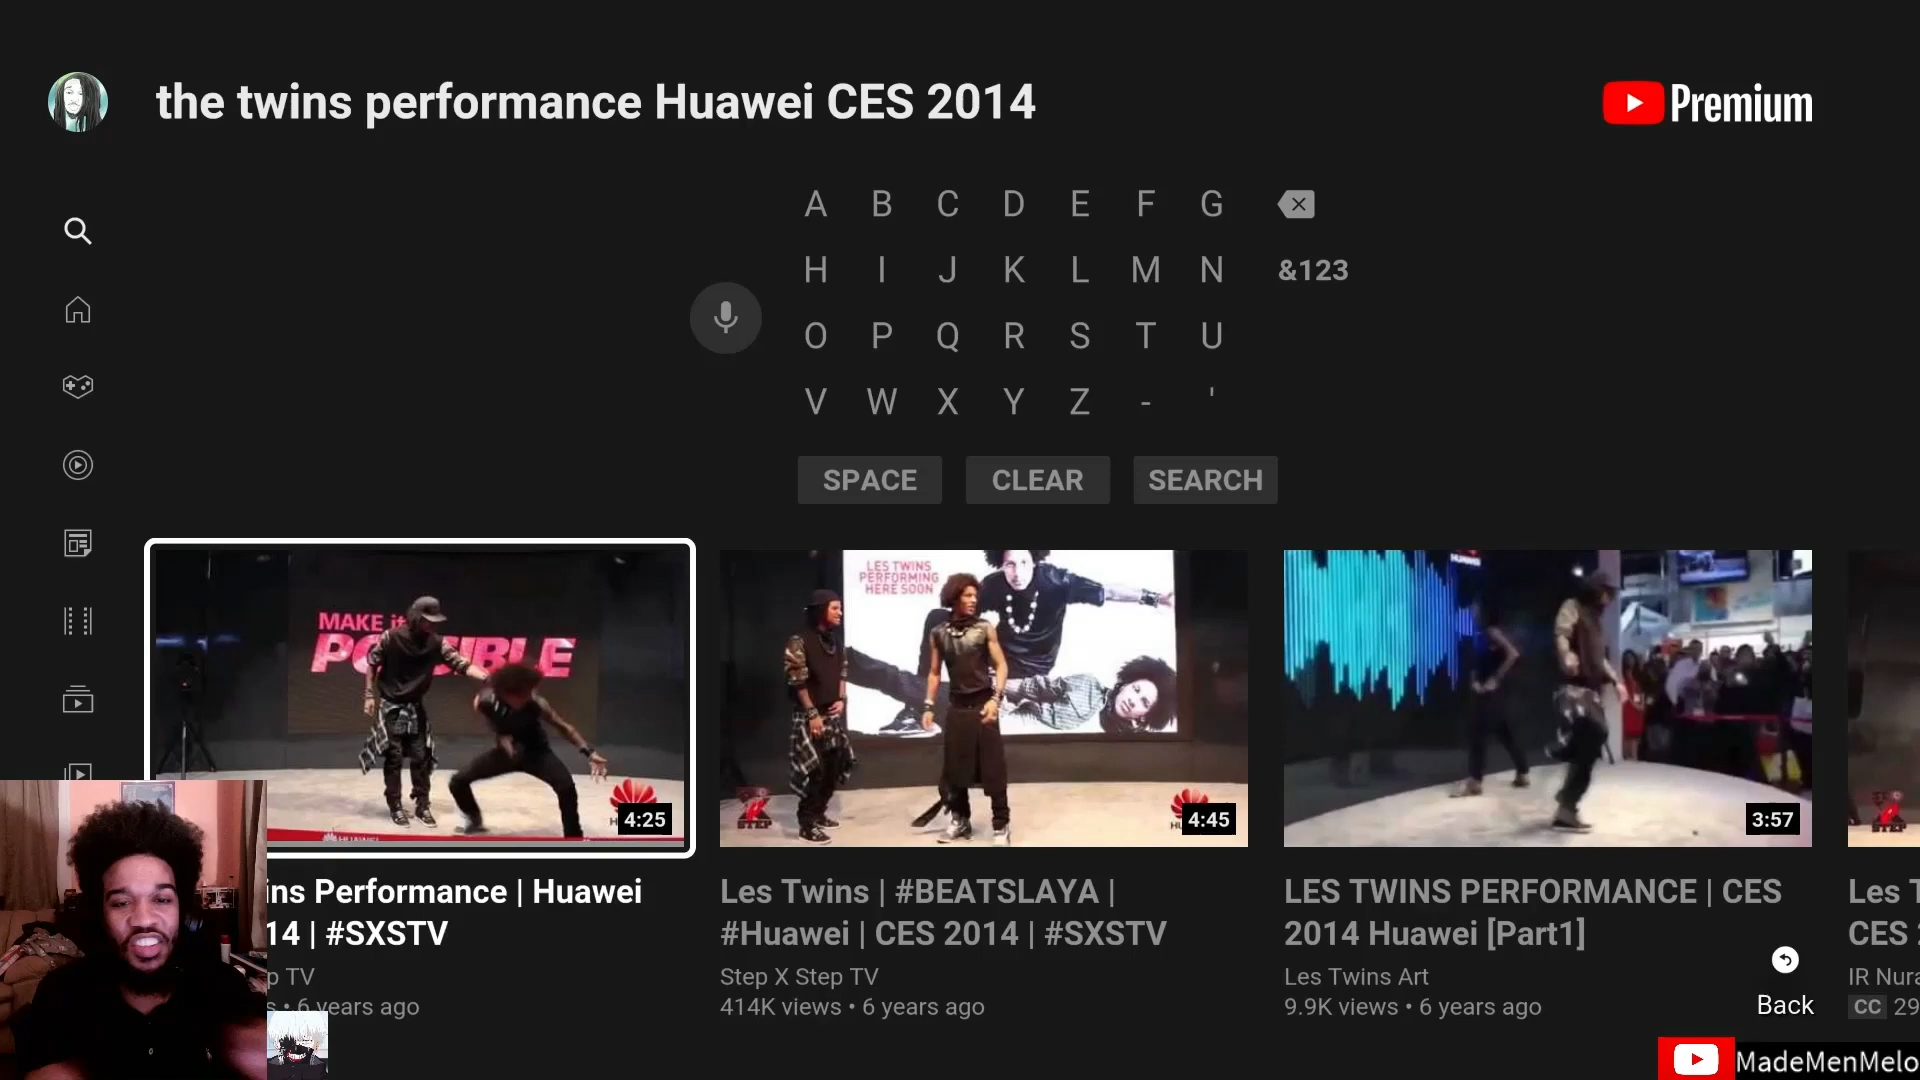 the twins performance Huawei CES 2014
Premium
A B C D E F G
H I J K L M N &123
O P Q R S T U
V W X Y Z - '
SPACE CLEAR SEARCH
MAKE it
LES TWINS
PERFORMING
HERE SOON
STEP
HUAWEI
4:25
4:45
3:57
ins Performance | Huawei
14 | #SXSTV
p TV
s • 6 years ago
Les Twins | #BEATSLAYA |
#Huawei | CES 2014 | #SXSTV
Step X Step TV
414K views • 6 years ago
LES TWINS PERFORMANCE | CES
2014 Huawei [Part1]
Les Twins Art
9.9K views • 6 years ago
Les T
CES
IR Nura
CC 29
Back
MadeMenMelo